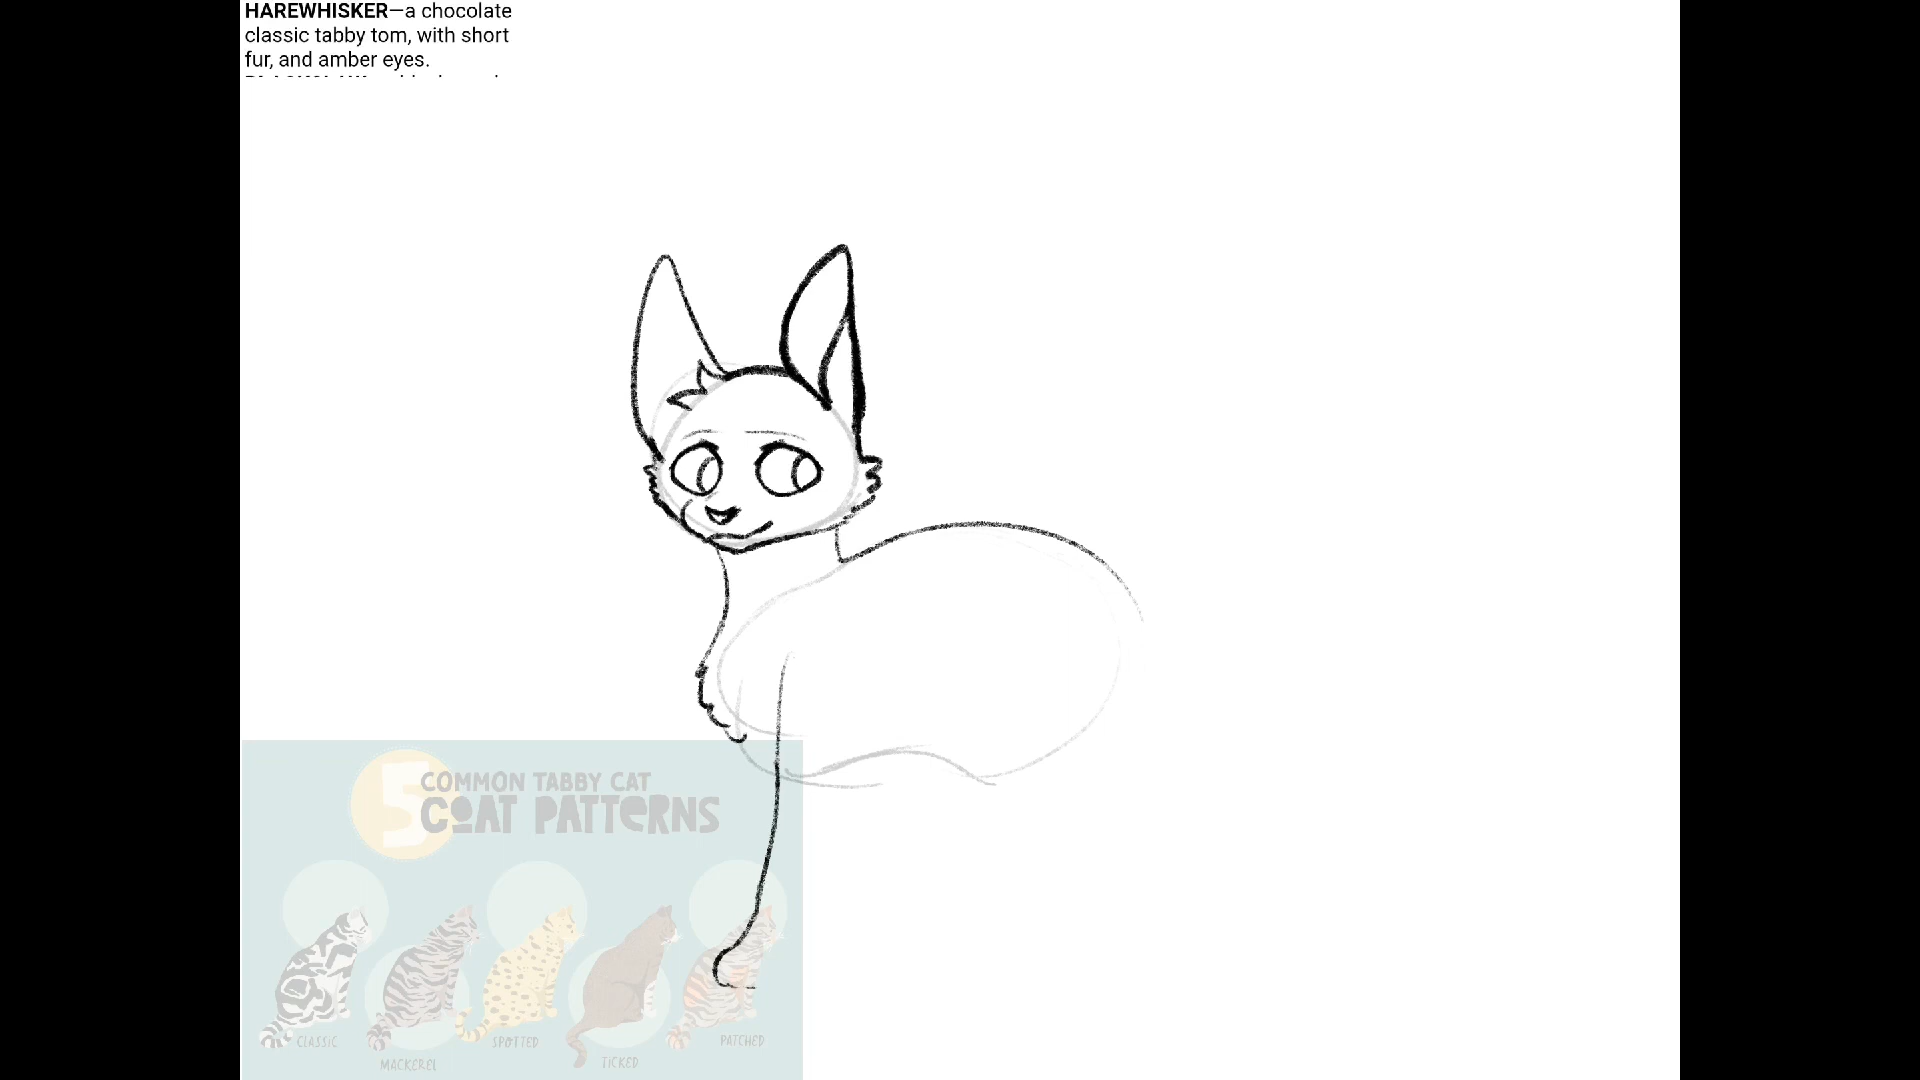 HAREWHISKER—a chocolate
classic tabby tom, with short
fur, and amber eyes.
5 COMMON TABBY CAT
COAT PATTERNS
CLASSIC
MACKEREL
SPOTTED
TICKED
PATCHED